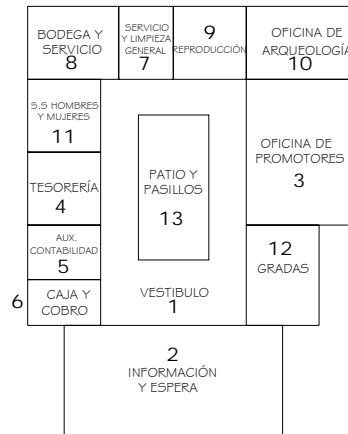 BODEGA Y
SERVICIO
8
SERVICIO
Y LIMPIEZA
GENERAL
7
9
REPRODUCCIÓN
OFICINA DE
ARQUEOLOGÍA
10
S.S HOMBRES
Y MUJERES
11
TESORERÍA
4
AUX.
CONTABILIDAD
5
6
CAJA Y
COBRO
PATIO Y
PASILLOS
13
VESTIBULO
1
OFICINA DE
PROMOTORES
3
12
GRADAS
2
INFORMACIÓN
Y ESPERA